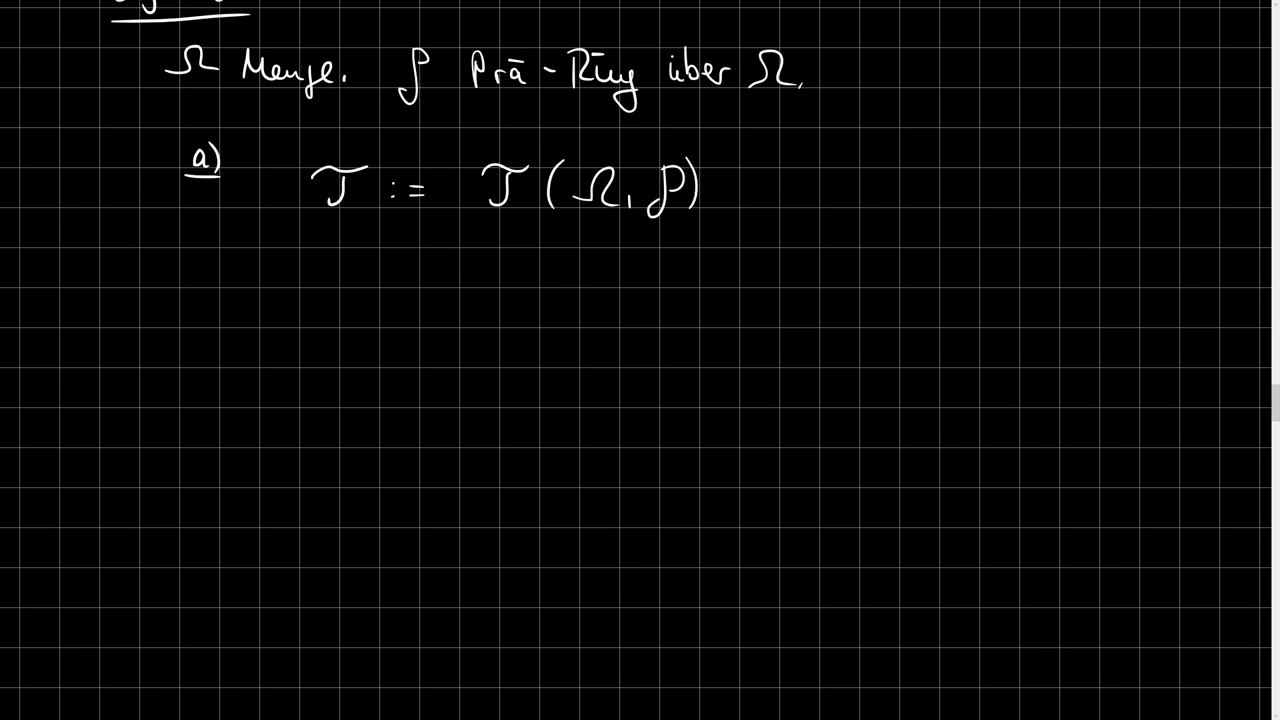 Ω Menge. 𝒫 Prä-Ring über Ω.
a) 𝒯 := 𝒯(Ω, 𝒫)